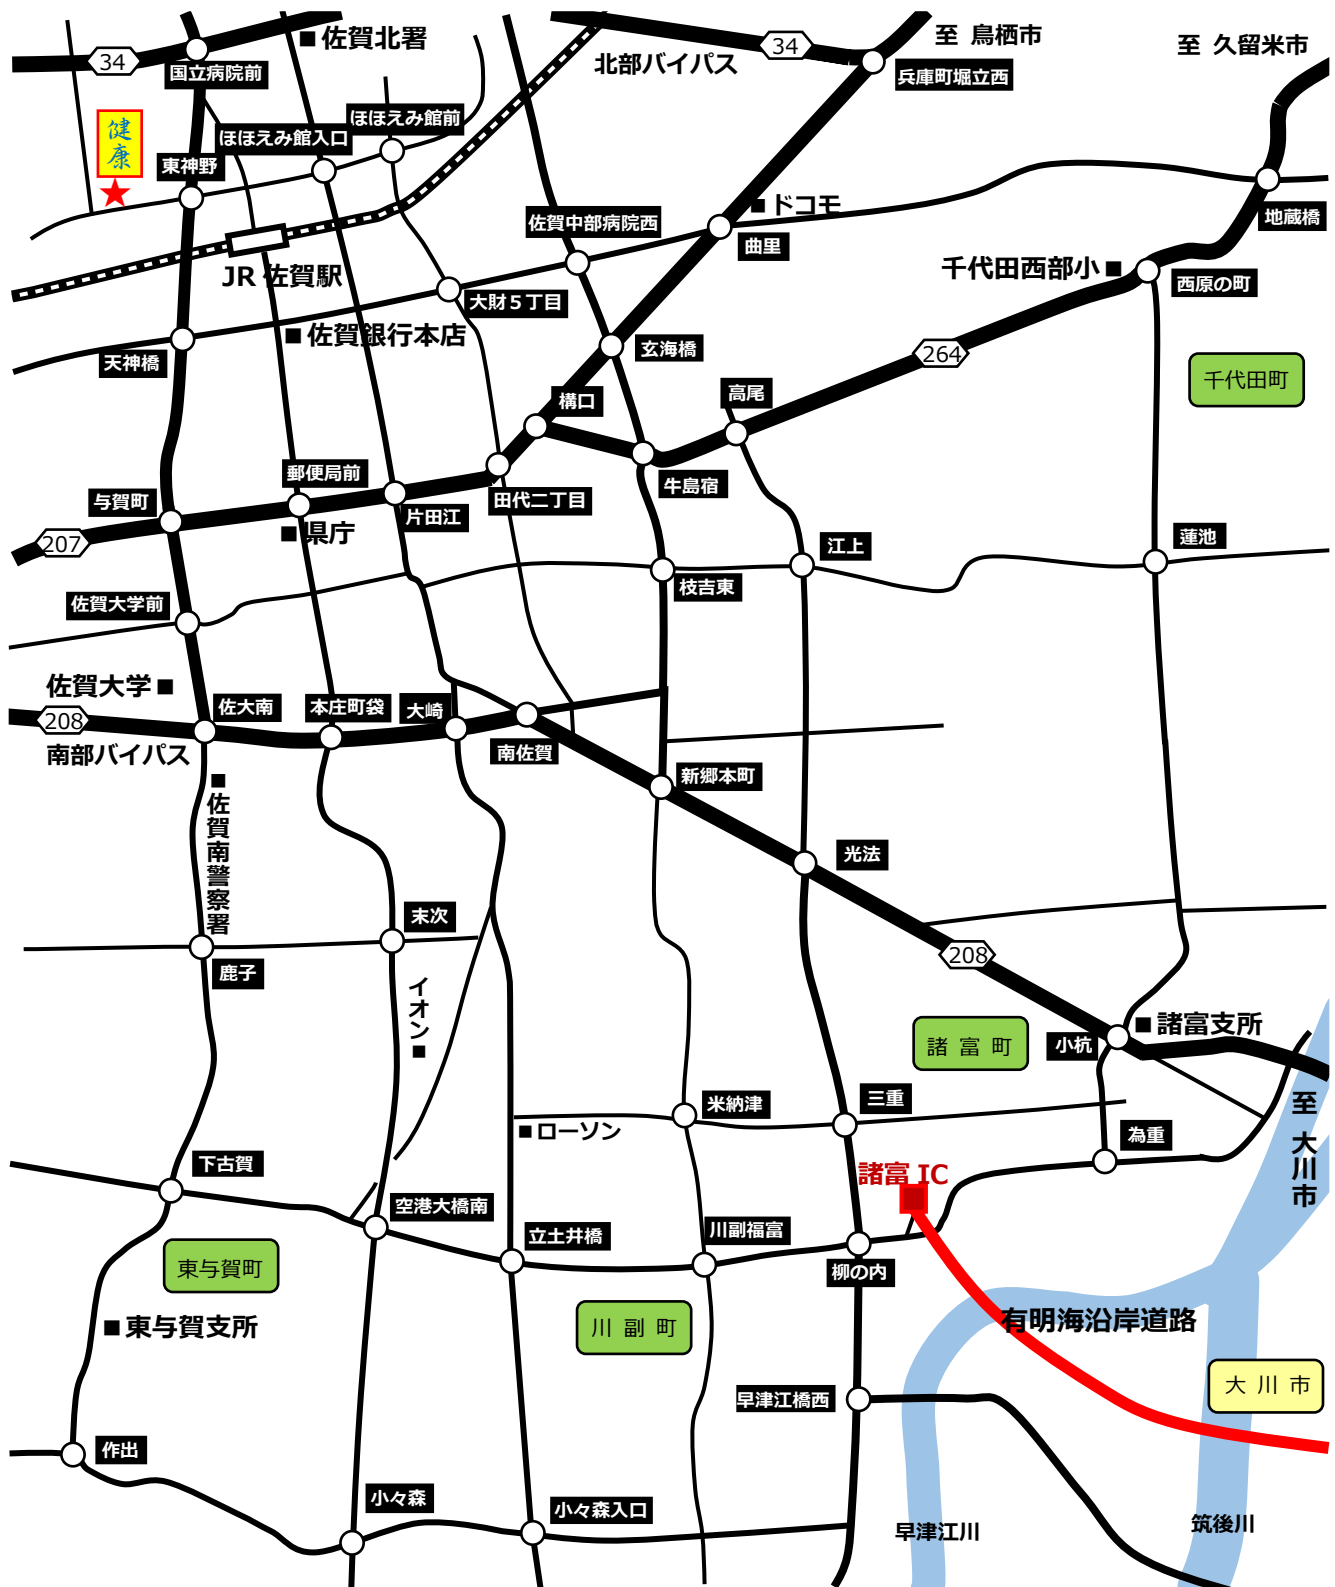 佐賀北署
34
北部バイパス
34
至 鳥栖市
至 久留米市
国立病院前
兵庫町堀立西
健康
ほほえみ館入口
ほほえみ館前
東神野
ドコモ
佐賀中部病院西
曲里
地蔵橋
JR 佐賀駅
千代田西部小
西原の町
大財5丁目
佐賀銀行本店
天神橋
玄海橋
264
千代田町
構口
高尾
郵便局前
牛島宿
与賀町
田代二丁目
片田江
県庁
207
江上
蓮池
枝吉東
佐賀大学前
佐賀大学
208
佐大南
本庄町袋
大崎
南部バイパス
南佐賀
新郷本町
佐賀南警察署
光法
末次
208
鹿子
イオン
諸富町
小杭
諸富支所
米納津
三重
至 大川市
ローソン
為重
下古賀
諸富IC
空港大橋南
立土井橋
川副福富
柳の内
東与賀町
東与賀支所
川副町
有明海沿岸道路
大川市
早津江橋西
作出
小々森
小々森入口
早津江川
筑後川